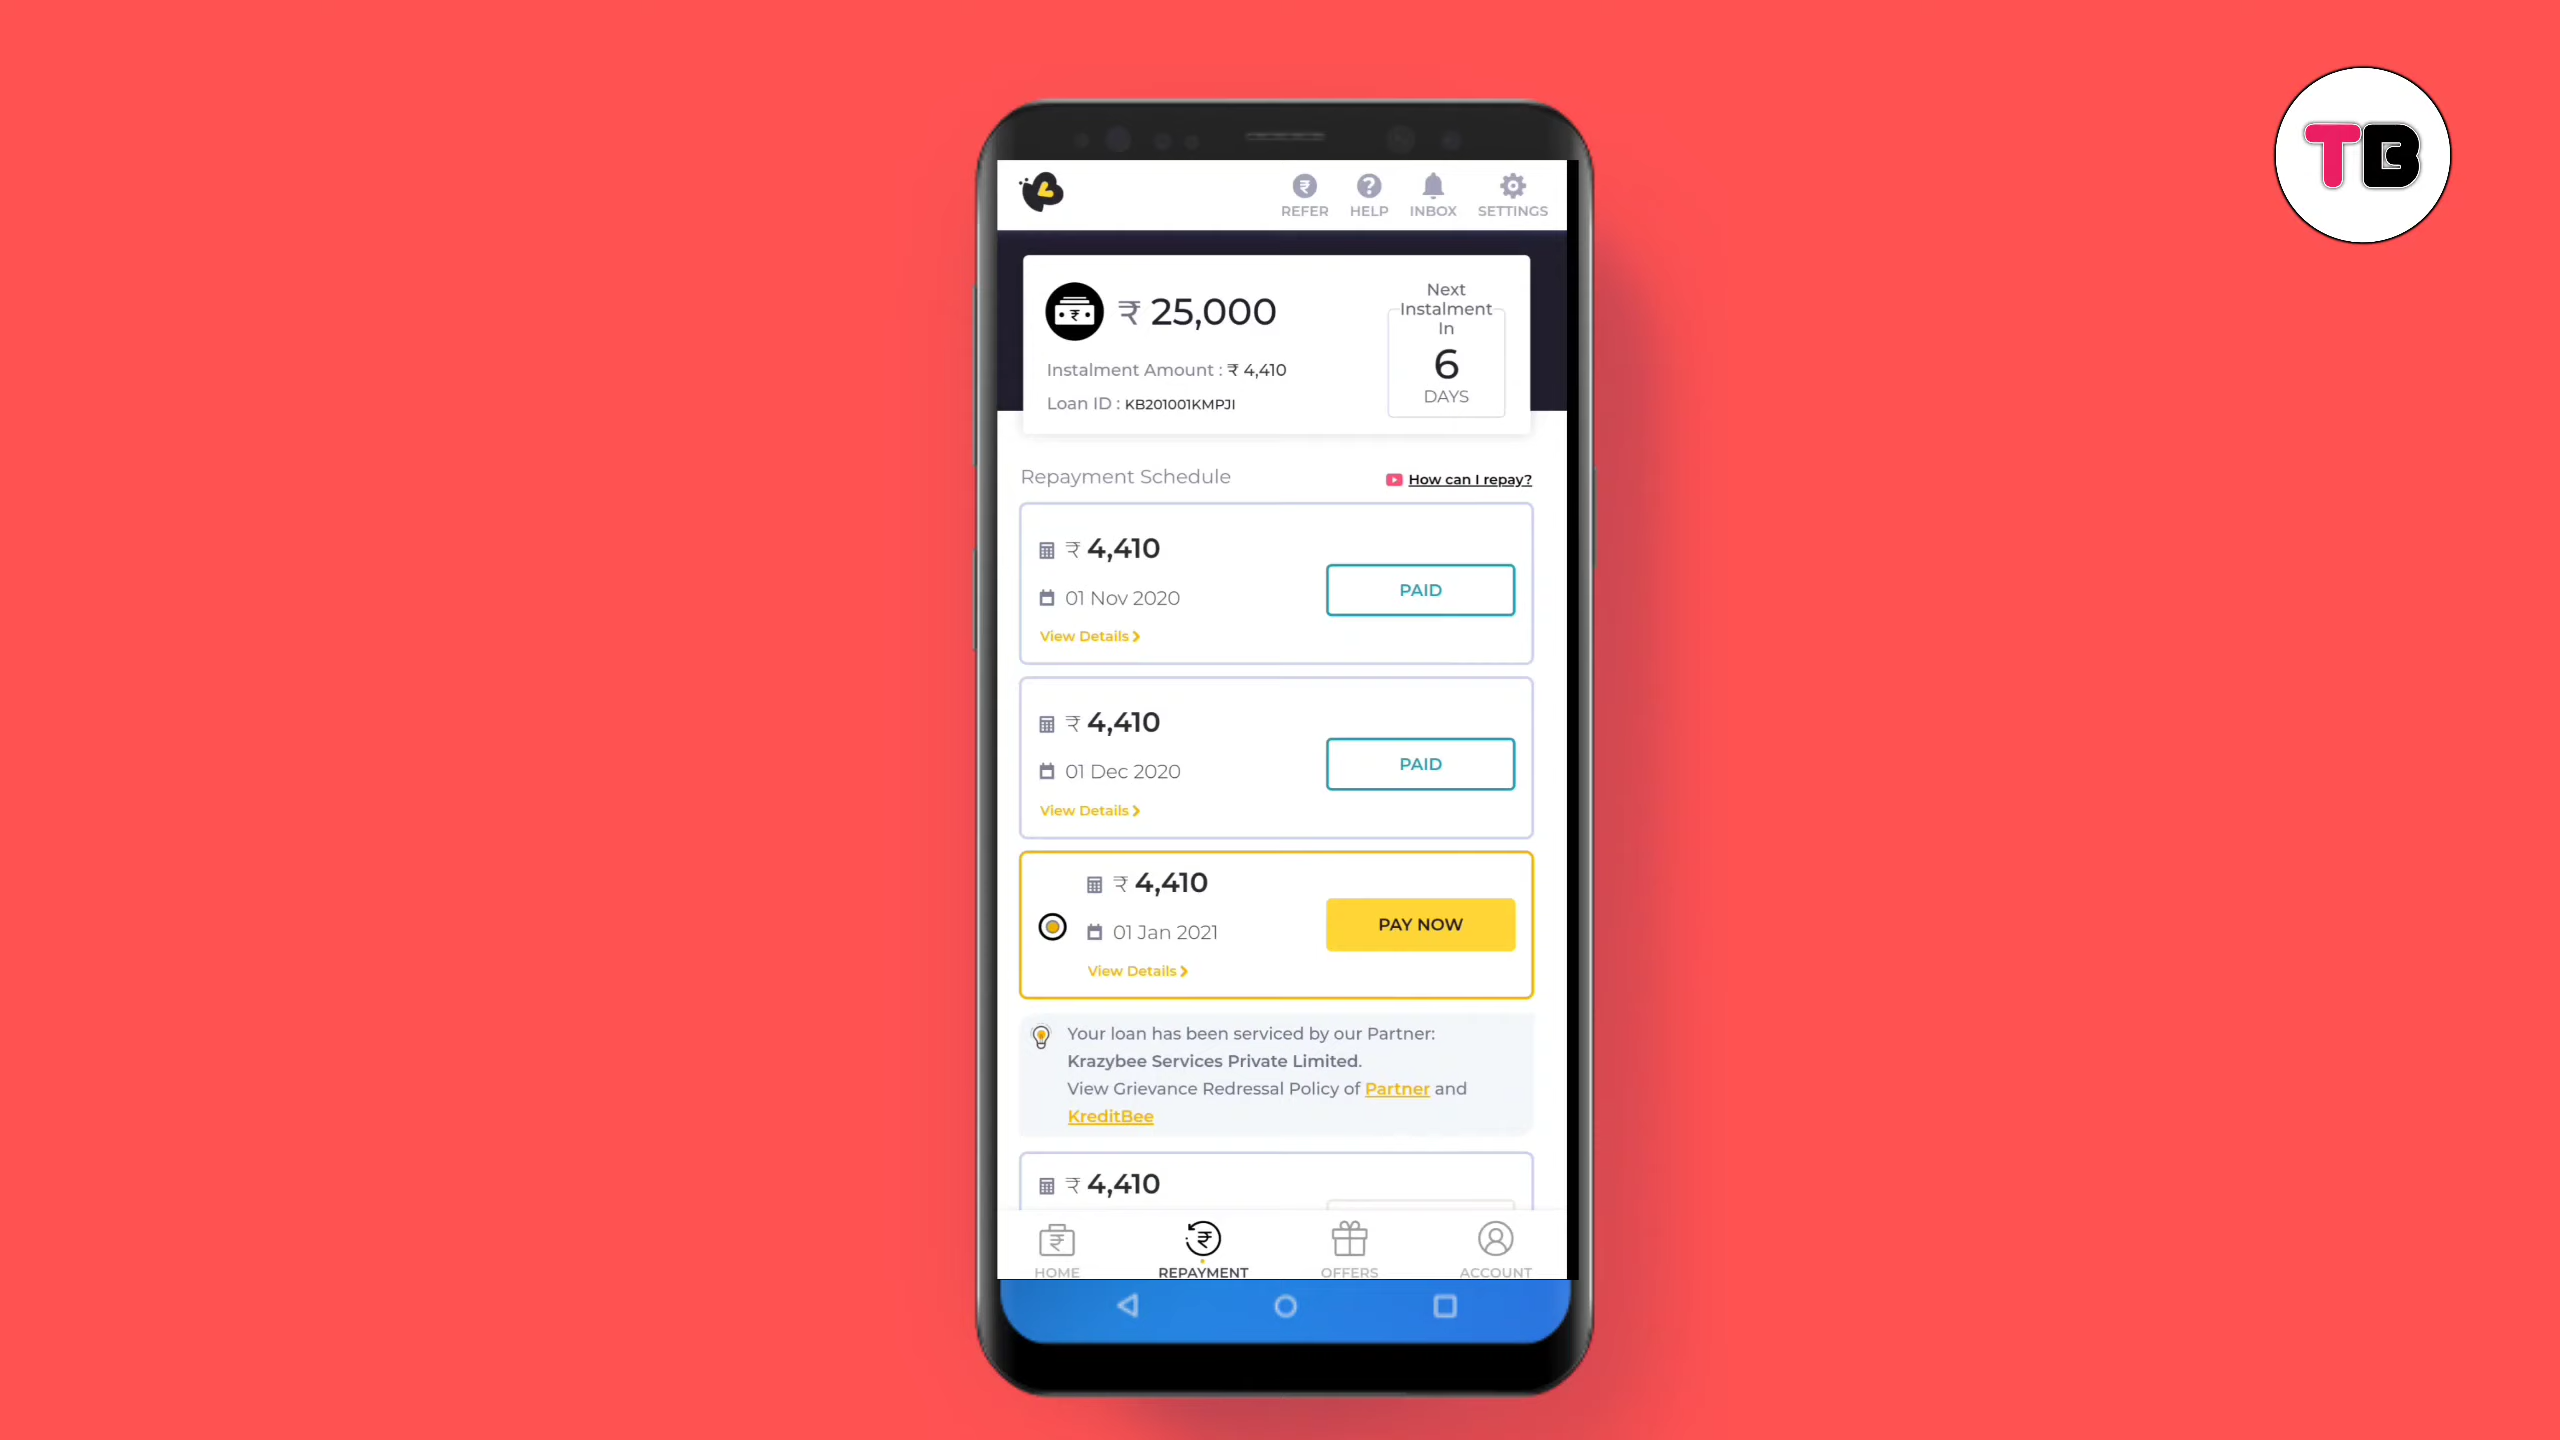 TB
REFER HELP INBOX SETTINGS
₹ 25,000
Next
Instalment
In
6
DAYS
Instalment Amount : ₹ 4,410
Loan ID : KB201001KMPJI
Repayment Schedule
How can I repay?
₹ 4,410
01 Nov 2020
PAID
View Details
₹ 4,410
01 Dec 2020
PAID
View Details
₹ 4,410
01 Jan 2021
PAY NOW
View Details
Your loan has been serviced by our Partner:
Krazybee Services Private Limited.
View Grievance Redressal Policy of Partner and
KreditBee
₹ 4,410
HOME REPAYMENT OFFERS ACCOUNT